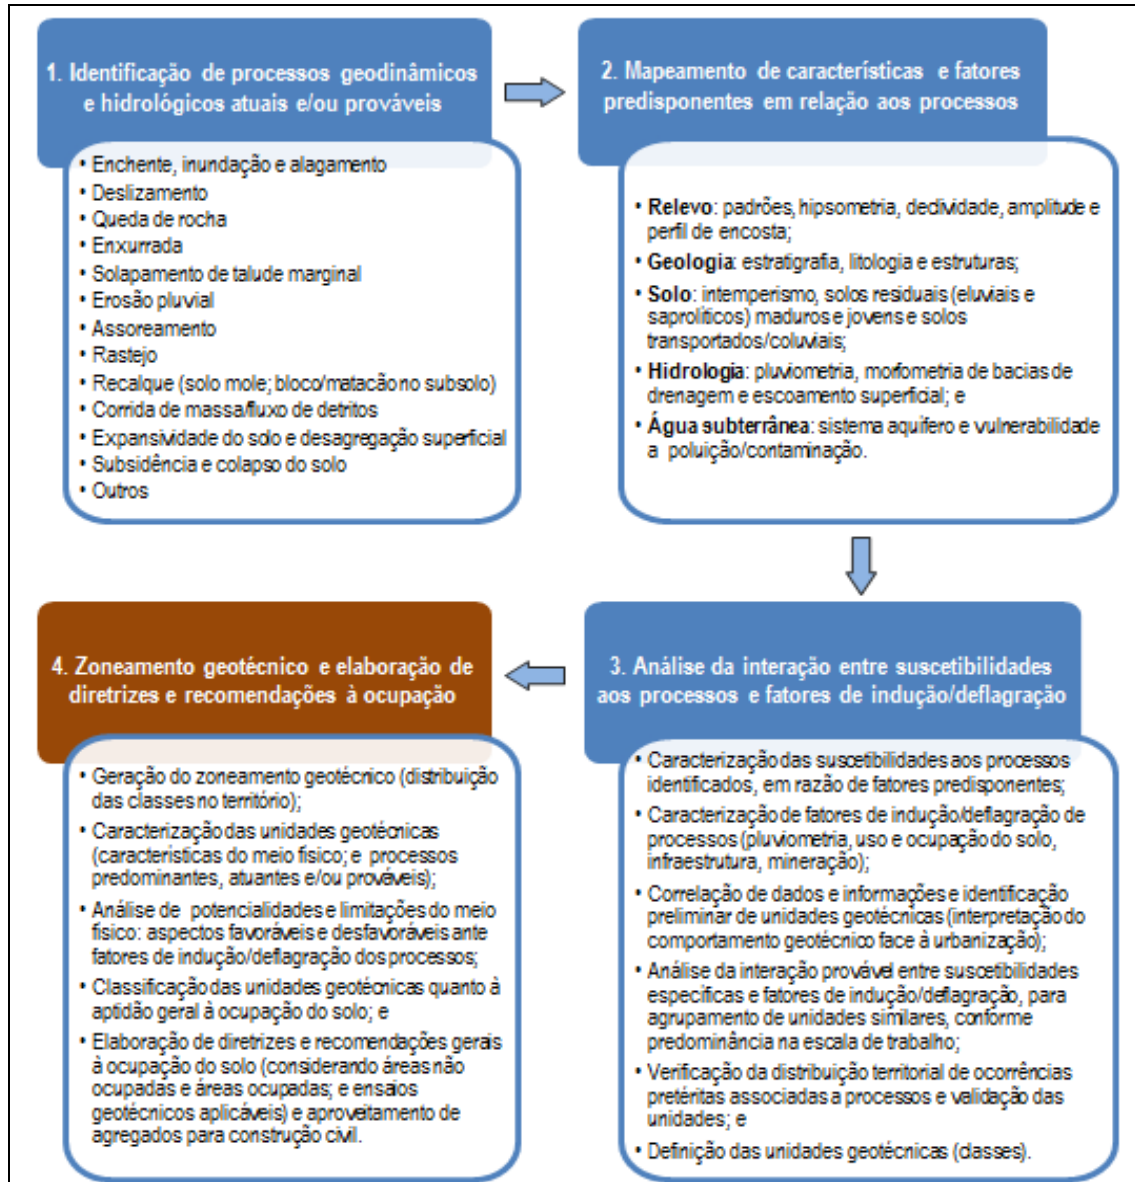 1. Identificação de processos geodinâmicos
e hidrológicos atuais e/ou prováveis
• Enchente, inundação e alagamento
• Deslizamento
• Queda de rocha
• Enxurrada
• Solapamento de talude marginal
• Erosão pluvial
• Assoreamento
• Rastejo
• Recalque (solo mole; bloco/matacão no subsolo)
• Corrida de massa/fluxo de detritos
• Expansividade do solo e desagregação superficial
• Subsidência e colapso do solo
• Outros
2. Mapeamento de características e fatores
predisponentes em relação aos processos
• Relevo: padrões, hipsometria, declividade, amplitude e
perfil de encosta;
• Geologia: estratigrafia, litologia e estruturas;
• Solo: intemperismo, solos residuais (eluviais e
saprolíticos) maduros e jovens e solos
transportados/coluviais;
• Hidrologia: pluviometria, morfometria de bacias de
drenagem e escoamento superficial; e
• Água subterrânea: sistema aquífero e vulnerabilidade
a poluição/contaminação.
3. Análise da interação entre suscetibilidades
aos processos e fatores de indução/deflagração
• Caracterização das suscetibilidades aos processos
identificados, em razão de fatores predisponentes;
• Caracterização de fatores de indução/deflagração de
processos (pluviometria, uso e ocupação do solo,
infraestrutura, mineração);
• Correlação de dados e informações e identificação
preliminar de unidades geotécnicas (interpretação do
comportamento geotécnico face à urbanização);
• Análise da interação provável entre suscetibilidades
específicas e fatores de indução/deflagração, para
agrupamento de unidades similares, conforme
predominância na escala de trabalho;
• Verificação da distribuição territorial de ocorrências
pretéritas associadas a processos e validação das
unidades; e
• Definição das unidades geotécnicas (classes).
4. Zoneamento geotécnico e elaboração de
diretrizes e recomendações à ocupação
• Geração do zoneamento geotécnico (distribuição
das classes no território);
• Caracterização das unidades geotécnicas
(características do meio físico; e processos
predominantes, atuantes e/ou prováveis);
• Análise de potencialidades e limitações do meio
físico: aspectos favoráveis e desfavoráveis ante
fatores de indução/deflagração dos processos;
• Classificação das unidades geotécnicas quanto à
aptidão geral à ocupação do solo; e
• Elaboração de diretrizes e recomendações gerais
à ocupação do solo (considerando áreas não
ocupadas e áreas ocupadas; e ensaios
geotécnicos aplicáveis) e aproveitamento de
agregados para construção civil.